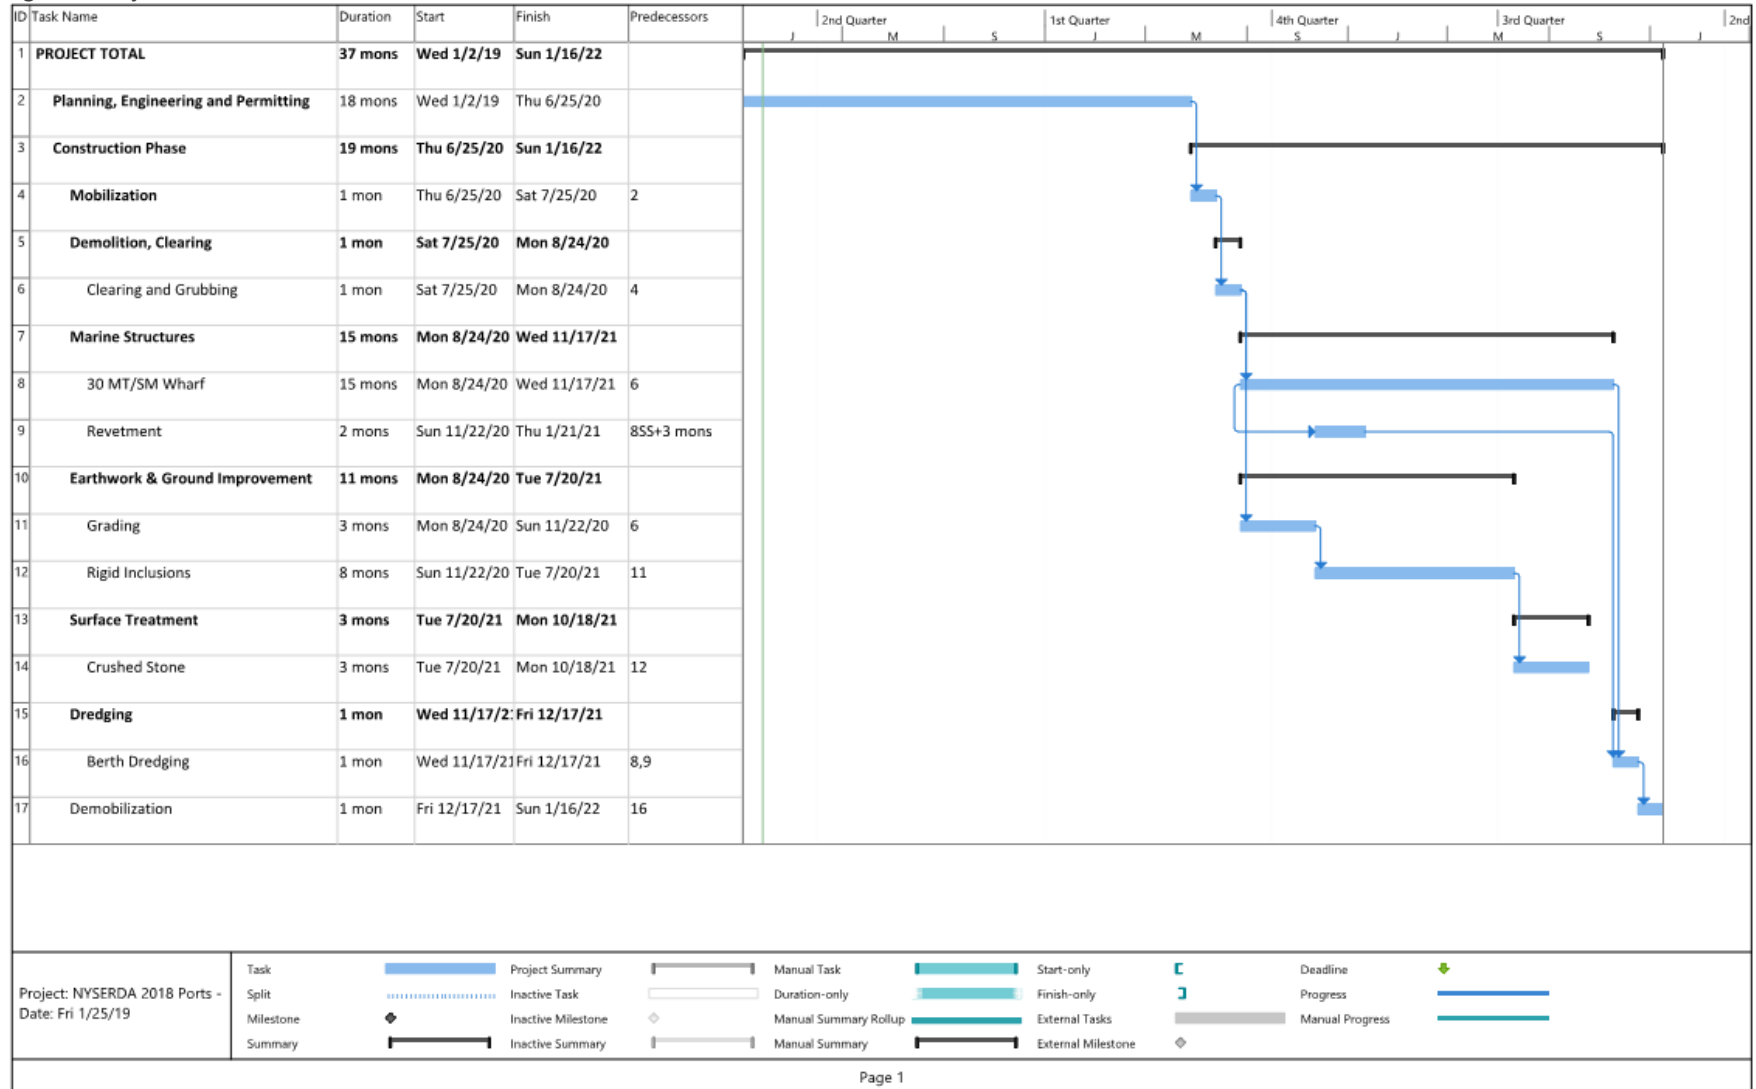 ID Task Name Duration Start Finish Predecessors
2nd Quarter 1st Quarter 4th Quarter 3rd Quarter 2nd
J M S J M S J M S J
1 PROJECT TOTAL 37 mons Wed 1/2/19 Sun 1/16/22
2 Planning, Engineering and Permitting 18 mons Wed 1/2/19 Thu 6/25/20
3 Construction Phase 19 mons Thu 6/25/20 Sun 1/16/22
4 Mobilization 1 mon Thu 6/25/20 Sat 7/25/20 2
5 Demolition, Clearing 1 mon Sat 7/25/20 Mon 8/24/20
6 Clearing and Grubbing 1 mon Sat 7/25/20 Mon 8/24/20 4
7 Marine Structures 15 mons Mon 8/24/20 Wed 11/17/21
8 30 MT/SM Wharf 15 mons Mon 8/24/20 Wed 11/17/21 6
9 Revetment 2 mons Sun 11/22/20 Thu 1/21/21 8SS+3 mons
10 Earthwork & Ground Improvement 11 mons Mon 8/24/20 Tue 7/20/21
11 Grading 3 mons Mon 8/24/20 Sun 11/22/20 6
12 Rigid Inclusions 8 mons Sun 11/22/20 Tue 7/20/21 11
13 Surface Treatment 3 mons Tue 7/20/21 Mon 10/18/21
14 Crushed Stone 3 mons Tue 7/20/21 Mon 10/18/21 12
15 Dredging 1 mon Wed 11/17/21 Fri 12/17/21
16 Berth Dredging 1 mon Wed 11/17/21 Fri 12/17/21 8,9
17 Demobilization 1 mon Fri 12/17/21 Sun 1/16/22 16
Project: NYSERDA 2018 Ports -
Date: Fri 1/25/19
Task Project Summary Manual Task Start-only Deadline
Split Inactive Task Duration-only Finish-only Progress
Milestone Inactive Milestone Manual Summary Rollup External Tasks Manual Progress
Summary Inactive Summary Manual Summary External Milestone
Page 1